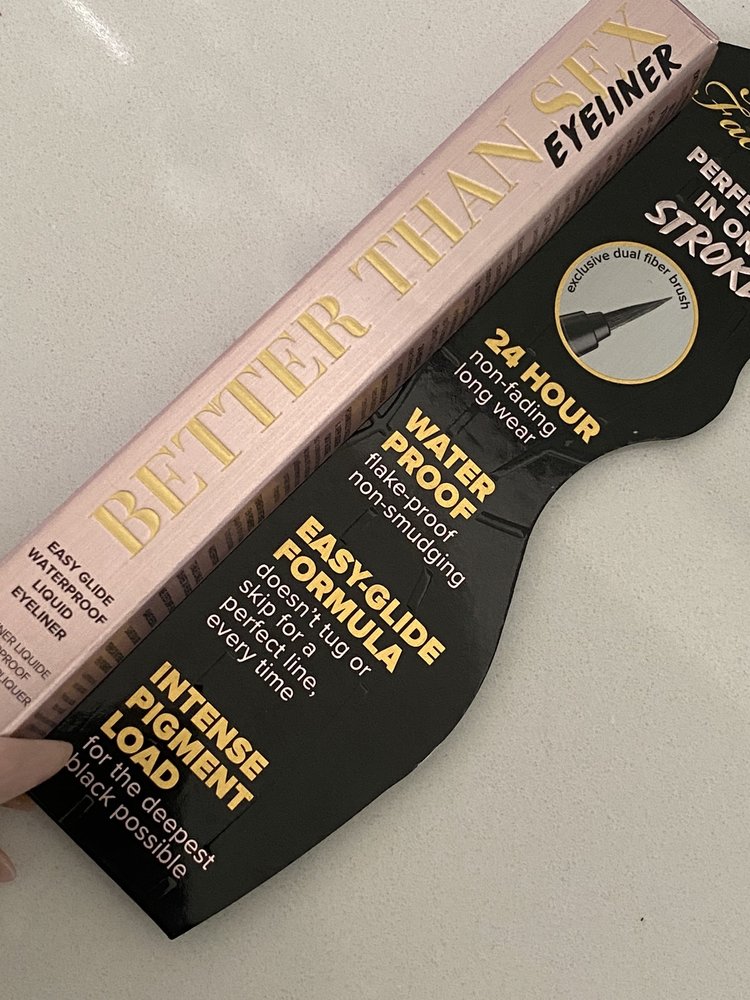 BETTER THAN SEX
EYELINER
EASY GLIDE
WATERPROOF
LIQUID
EYELINER
LIQUIDE
exclusive dual fiber brush
IN
24 HOUR
non-fading
long wear
WATER
PROOF
flake-proof
non-smudging
EASY-GLIDE
FORMULA
doesn't tug or
skip for a
perfect line,
every time
INTENSE
PIGMENT
LOAD
for the deepest
black possible